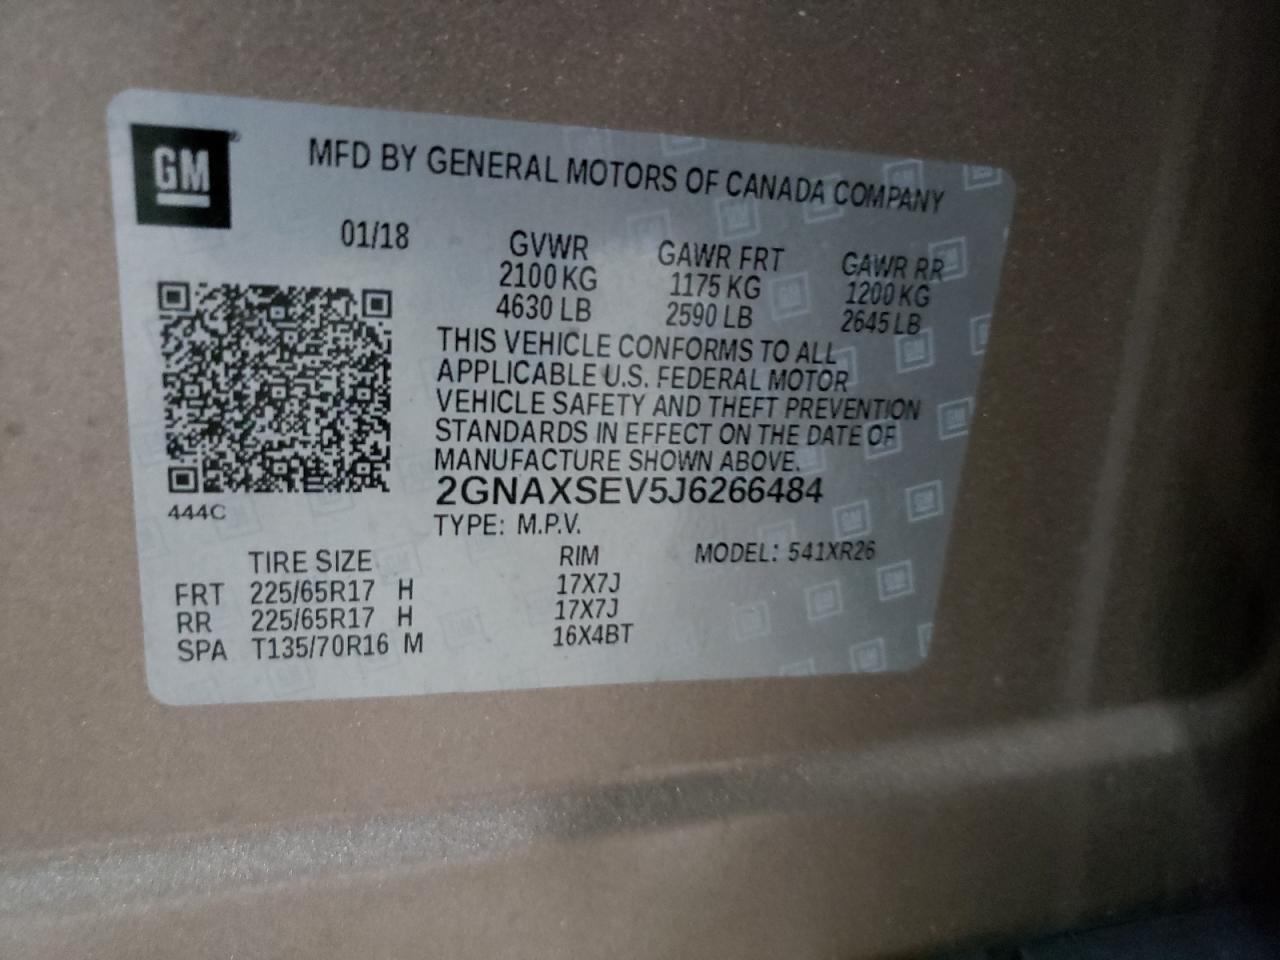 GM
MFD BY GENERAL MOTORS OF CANADA COMPANY
01/18 GVWR GAWR FRT GAWR RR
2100 KG 1175 KG 1200 KG
4630 LB 2590 LB 2645 LB
THIS VEHICLE CONFORMS TO ALL
APPLICABLE U.S. FEDERAL MOTOR
VEHICLE SAFETY AND THEFT PREVENTION
STANDARDS IN EFFECT ON THE DATE OF
MANUFACTURE SHOWN ABOVE.
2GNAXSEV5J6266484
444C
TYPE: M.P.V.
TIRE SIZE RIM MODEL: 541XR26
FRT 225/65R17 H 17X7J
RR 225/65R17 H 17X7J
SPA T135/70R16 M 16X4BT